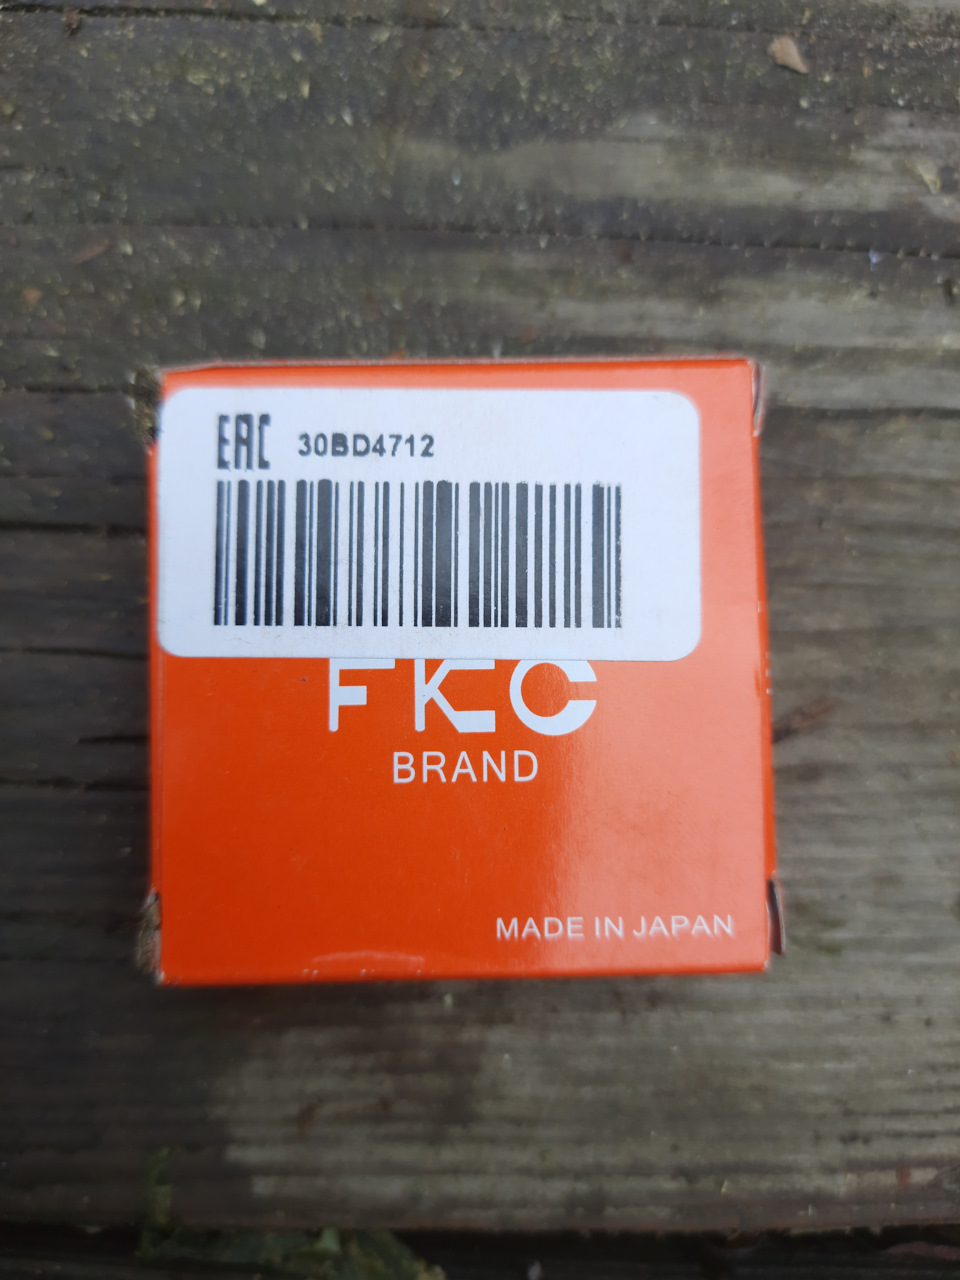 EAC 30BD4712
FKC
BRAND
MADE IN JAPAN